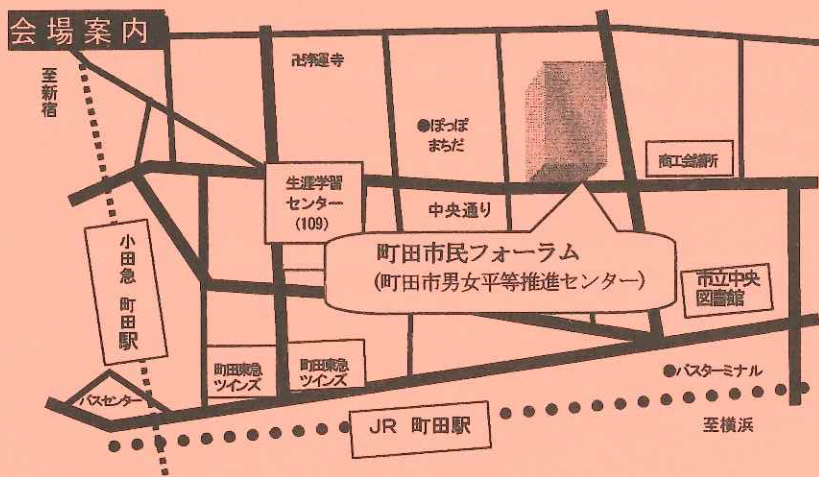 会場案内
至新宿
卍浄運寺
●ぽっぽ
まちだ
商工会議所
生涯学習
センター
(109)
中央通り
町田市民フォーラム
(町田市男女平等推進センター)
小田急 町田駅
市立中央
図書館
町田東急
ツインズ
町田東急
ツインズ
●バスターミナル
バスセンター
JR 町田駅
至横浜